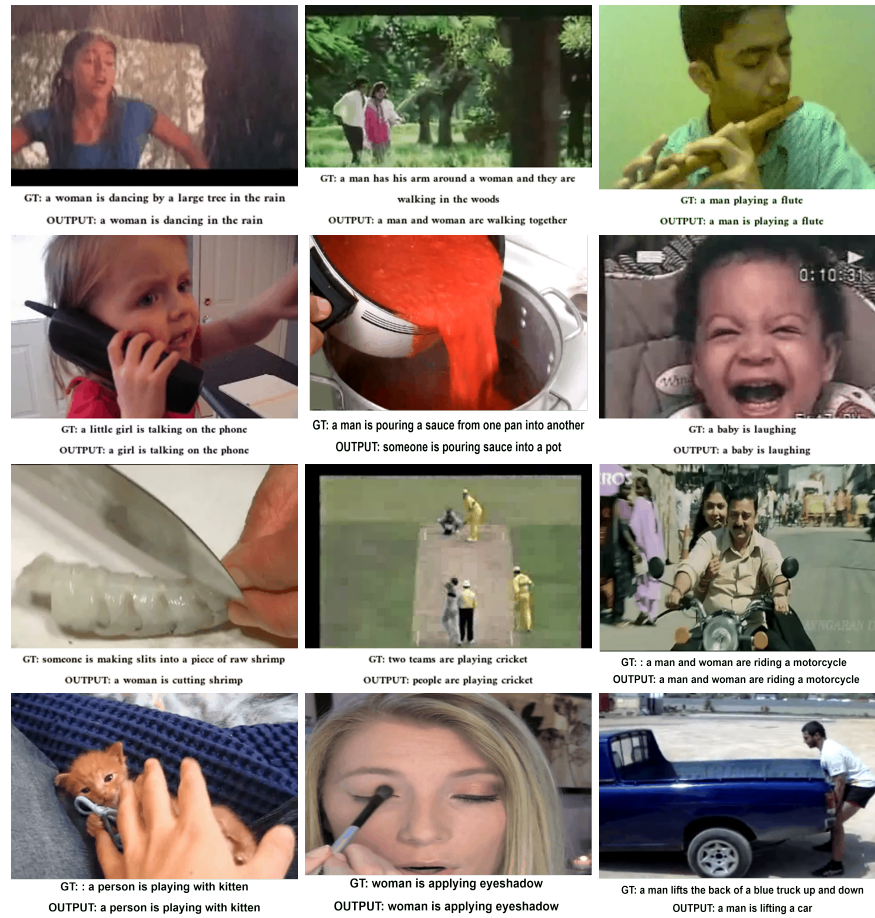 GT: a woman is dancing by a large tree in the rain
OUTPUT: a woman is dancing in the rain
GT: a man has his arm around a woman and they are
walking in the woods
OUTPUT: a man and woman are walking together
GT: a man playing a flute
OUTPUT: a man is playing a flute
GT: a little girl is talking on the phone
OUTPUT: a girl is talking on the phone
GT: a man is pouring a sauce from one pan into another
OUTPUT: someone is pouring sauce into a pot
0:10:31
GT: a baby is laughing
OUTPUT: a baby is laughing
GT: someone is making slits into a piece of raw shrimp
OUTPUT: a woman is cutting shrimp
GT: two teams are playing cricket
OUTPUT: people are playing cricket
ROS
GT: : a man and woman are riding a motorcycle
OUTPUT: a man and woman are riding a motorcycle
GT: : a person is playing with kitten
OUTPUT: a person is playing with kitten
GT: woman is applying eyeshadow
OUTPUT: woman is applying eyeshadow
GT: a man lifts the back of a blue truck up and down
OUTPUT: a man is lifting a car